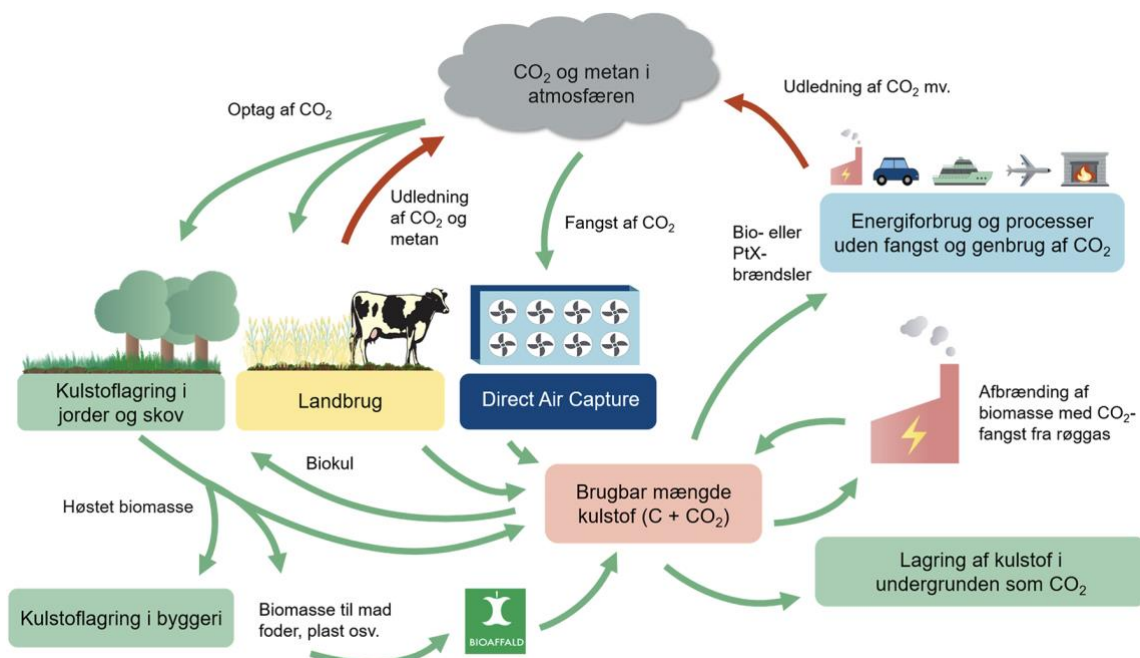 CO₂ og metan i
atmosfæren
Optag af CO₂
Udledning af CO₂ mv.
Udledning
af CO₂ og
metan
Fangst af CO₂
Bio- eller
PtX-
brændsler
Energiforbrug og processer
uden fangst og genbrug af CO₂
Kulstoflagring i
jorder og skov
Landbrug
Direct Air Capture
Afbrænding af
biomasse med CO₂-
fangst fra røggas
Biokul
Høstet biomasse
Brugbar mængde
kulstof (C + CO₂)
Lagring af kulstof i
undergrunden som CO₂
Kulstoflagring i byggeri
Biomasse til mad
foder, plast osv.
BIOAFFALD